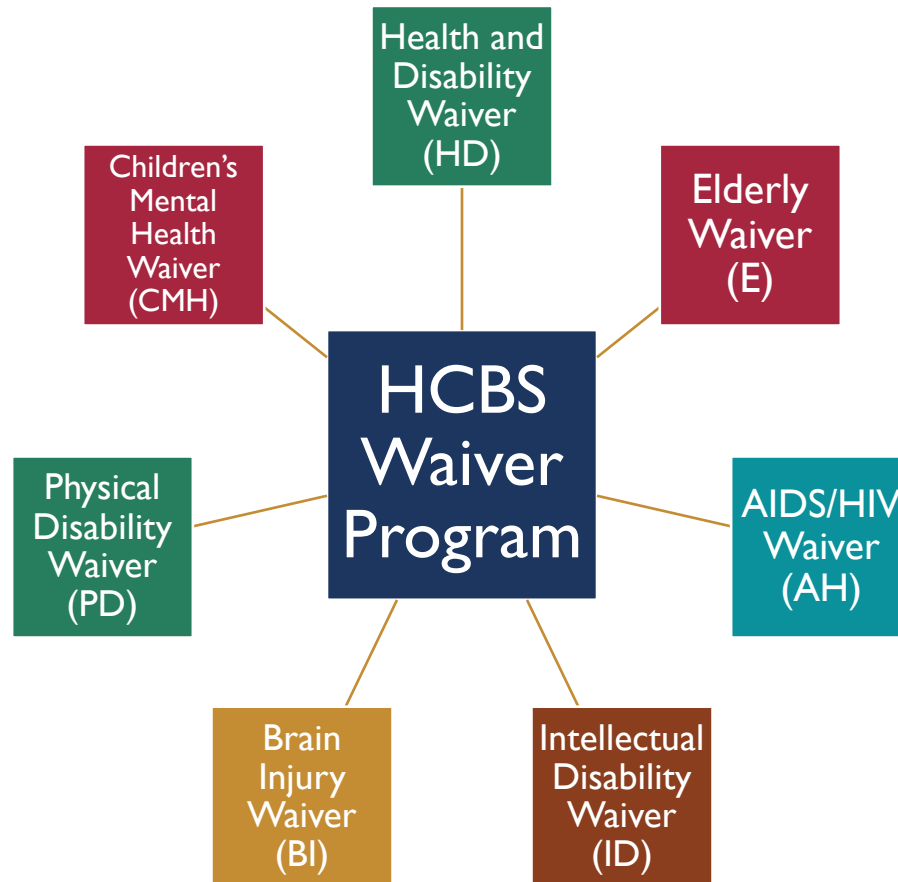 Health and
Disability
Waiver
(HD)
Elderly
Waiver
(E)
AIDS/HIV
Waiver
(AH)
Intellectual
Disability
Waiver
(ID)
Brain
Injury
Waiver
(BI)
Physical
Disability
Waiver
(PD)
Children’s
Mental
Health
Waiver
(CMH)
HCBS
Waiver
Program